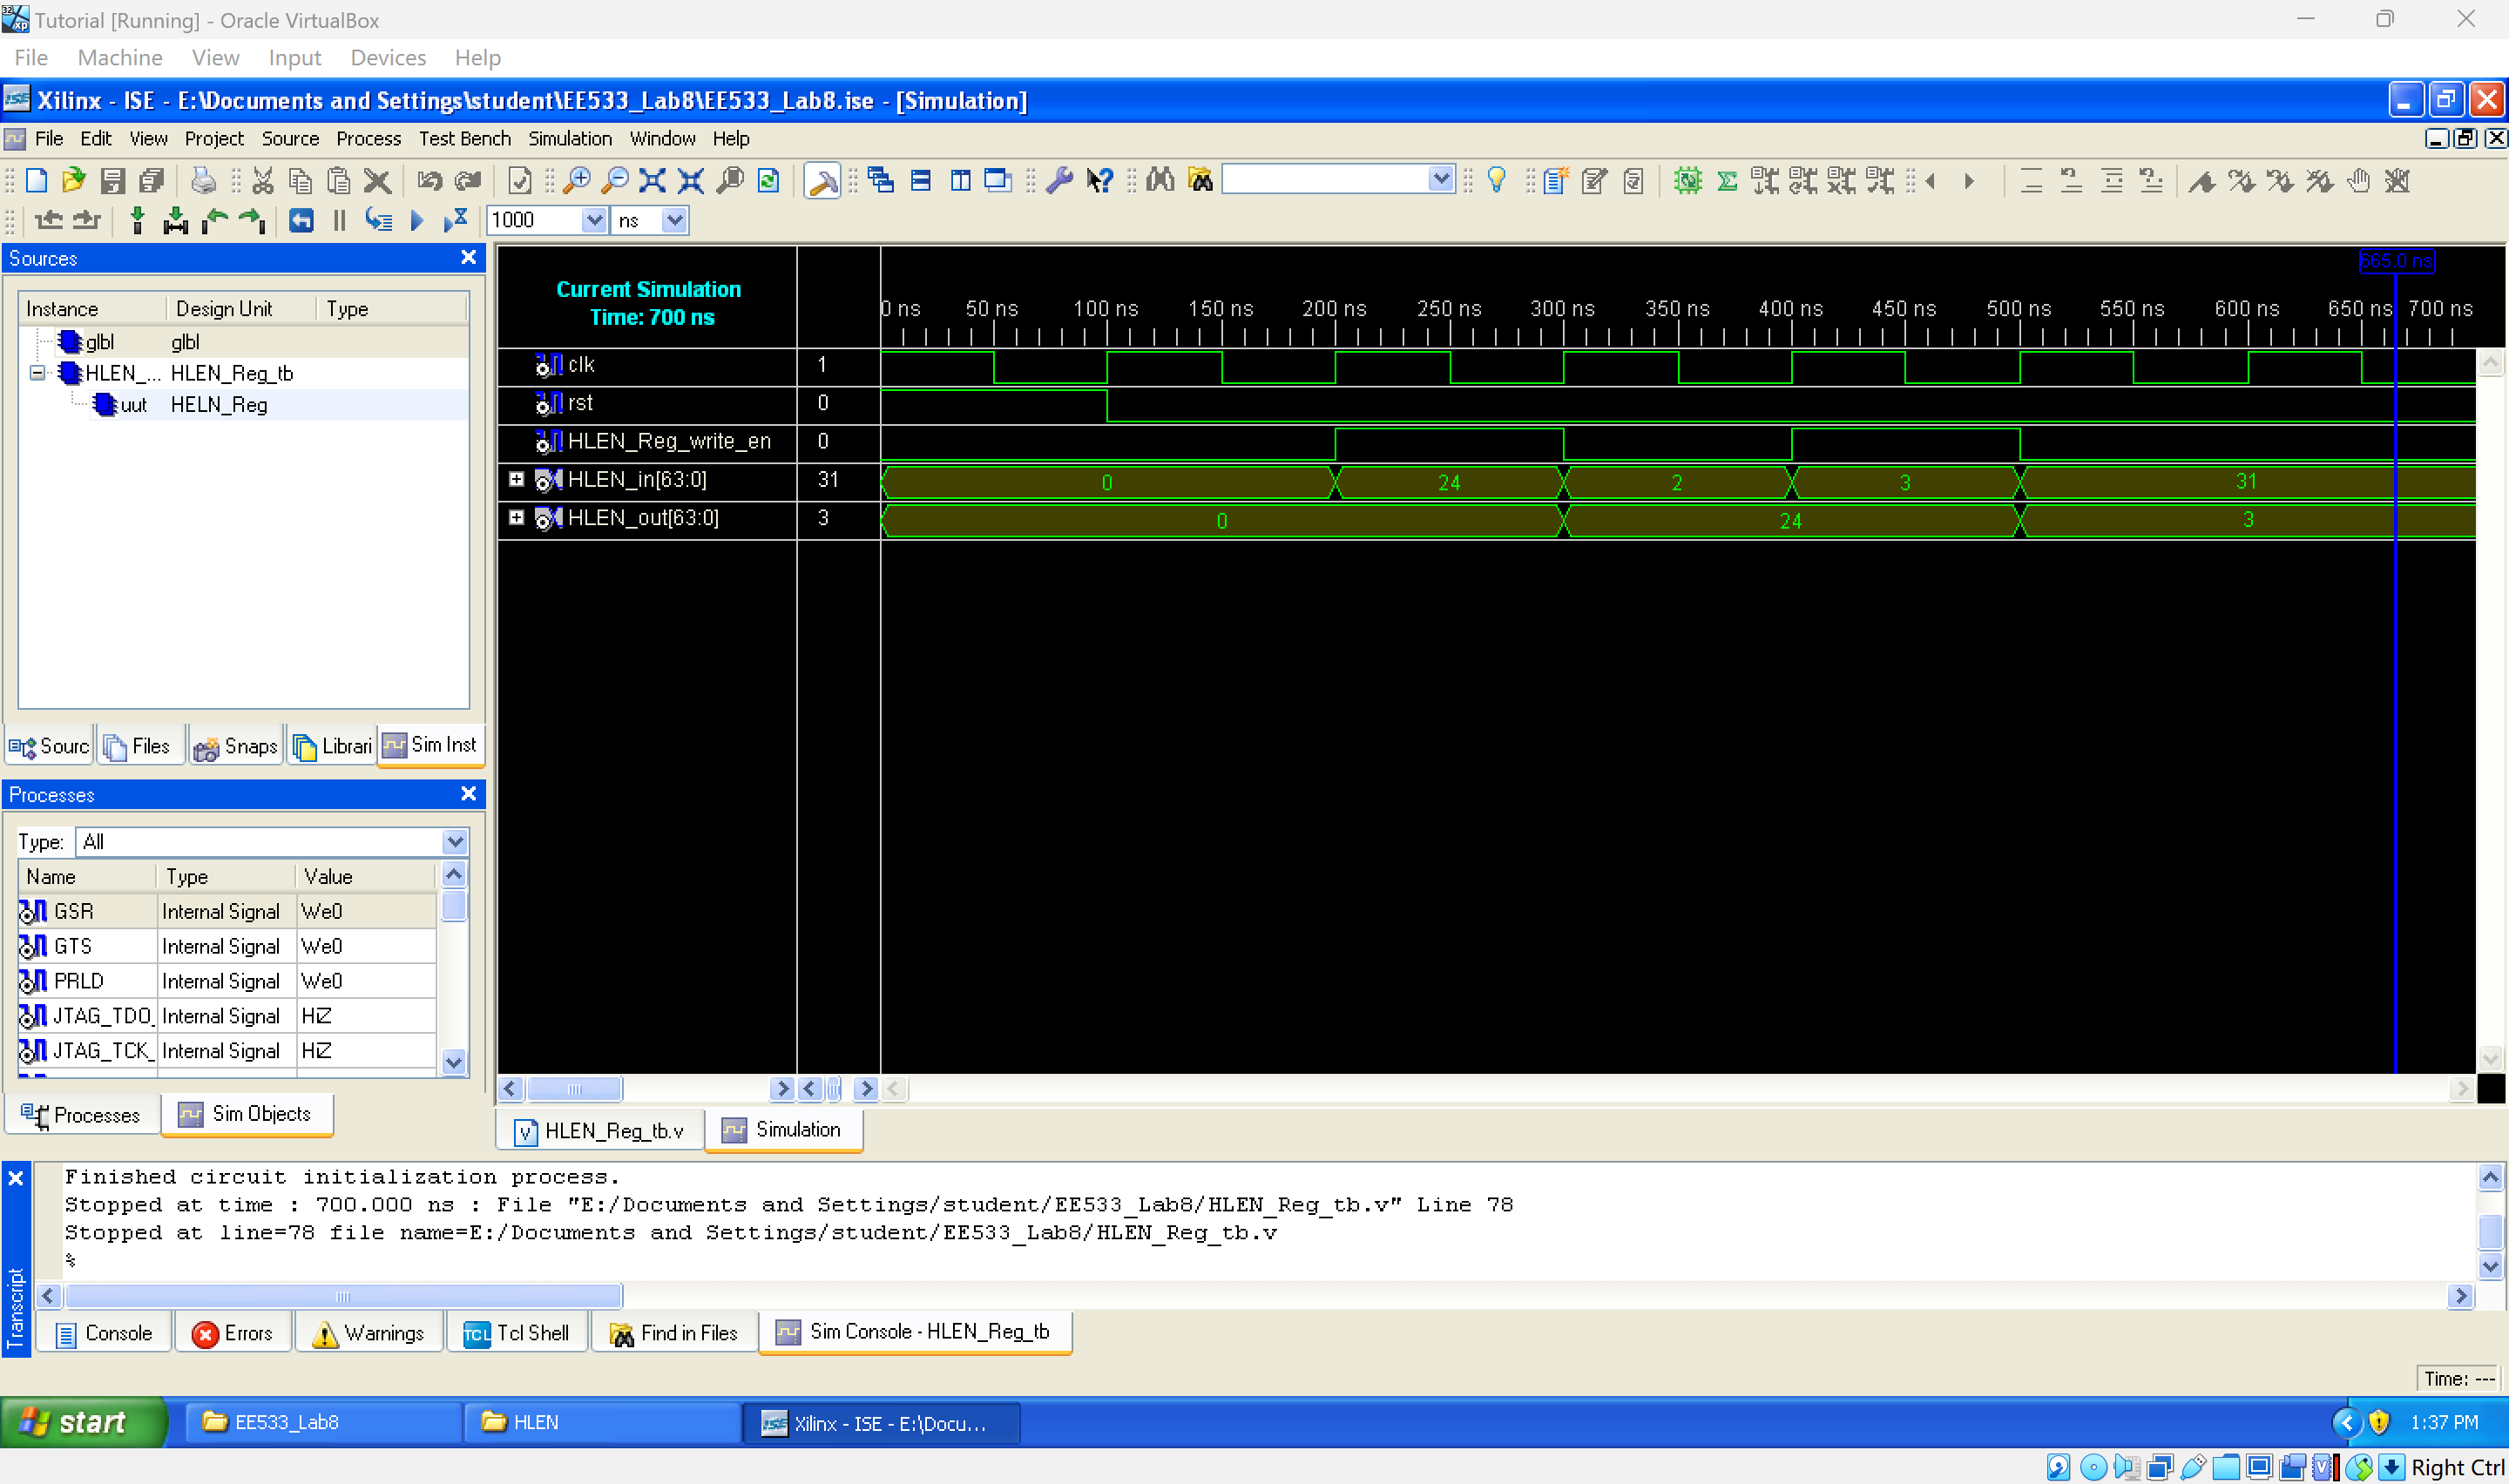 Tutorial [Running] - Oracle VirtualBox
File Machine View Input Devices Help
Xilinx - ISE - E:\Documents and Settings\student\EE533_Lab8\EE533_Lab8.ise - [Simulation]
File Edit View Project Source Process Test Bench Simulation Window Help
1000 ns
Sources
Instance Design Unit Type
glbl glbl
HLEN_... HLEN_Reg_tb
uut HELN_Reg
Sourc Files Snaps Librari Sim Inst
Processes
Type: All
Name Type Value
GSR Internal Signal We0
GTS Internal Signal We0
PRLD Internal Signal We0
JTAG_TDO_ Internal Signal HiZ
JTAG_TCK_ Internal Signal HiZ
Processes Sim Objects
Current Simulation
Time: 700 ns
665.0 ns
0 ns 50 ns 100 ns 150 ns 200 ns 250 ns 300 ns 350 ns 400 ns 450 ns 500 ns 550 ns 600 ns 650 ns 700 ns
clk 1
rst 0
HLEN_Reg_write_en 0
HLEN_in[63:0] 31 0 24 2 3 31
HLEN_out[63:0] 3 0 24 3
HLEN_Reg_tb.v Simulation
Transcript
Finished circuit initialization process.
Stopped at time : 700.000 ns : File "E:/Documents and Settings/student/EE533_Lab8/HLEN_Reg_tb.v" Line 78
Stopped at line=78 file name=E:/Documents and Settings/student/EE533_Lab8/HLEN_Reg_tb.v
%
Console Errors Warnings Tcl Shell Find in Files Sim Console - HLEN_Reg_tb
Time: ---
start EE533_Lab8 HLEN Xilinx - ISE - E:\Docu... 1:37 PM
Right Ctrl